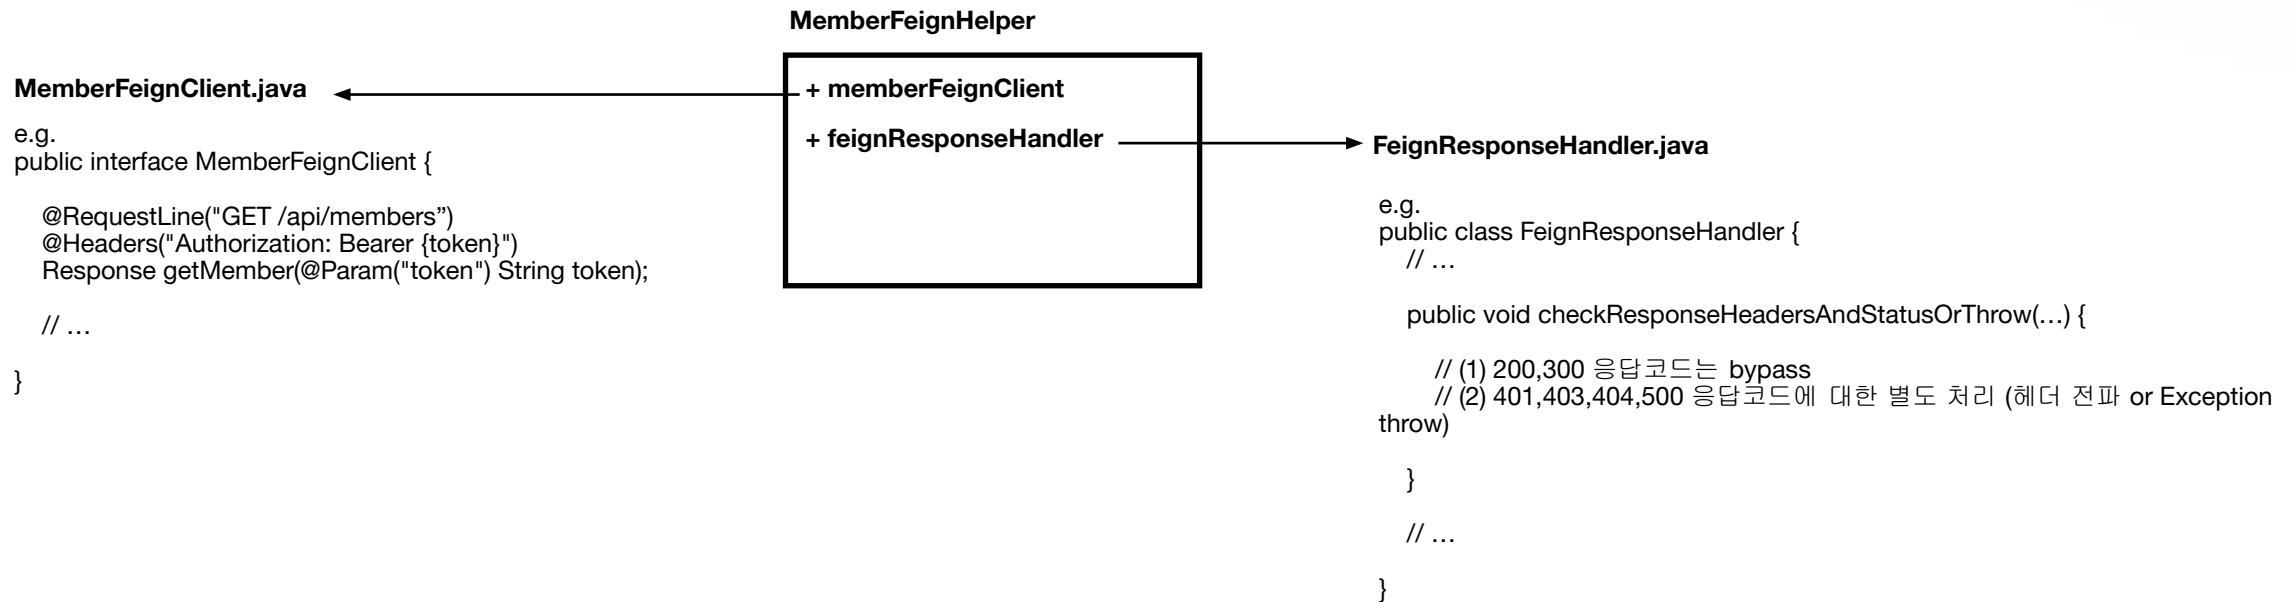 MemberFeignHelper
MemberFeignClient.java
e.g.
public interface MemberFeignClient {
@RequestLine("GET /api/members”)
@Headers("Authorization: Bearer {token}")
Response getMember(@Param("token") String token);
// …
}
+ memberFeignClient
+ feignResponseHandler
FeignResponseHandler.java
e.g.
public class FeignResponseHandler {
// …
public void checkResponseHeadersAndStatusOrThrow(…) {
// (1) 200,300 응답코드는 bypass
// (2) 401,403,404,500 응답코드에 대한 별도 처리 (헤더 전파 or Exception
throw)
}
// …
}